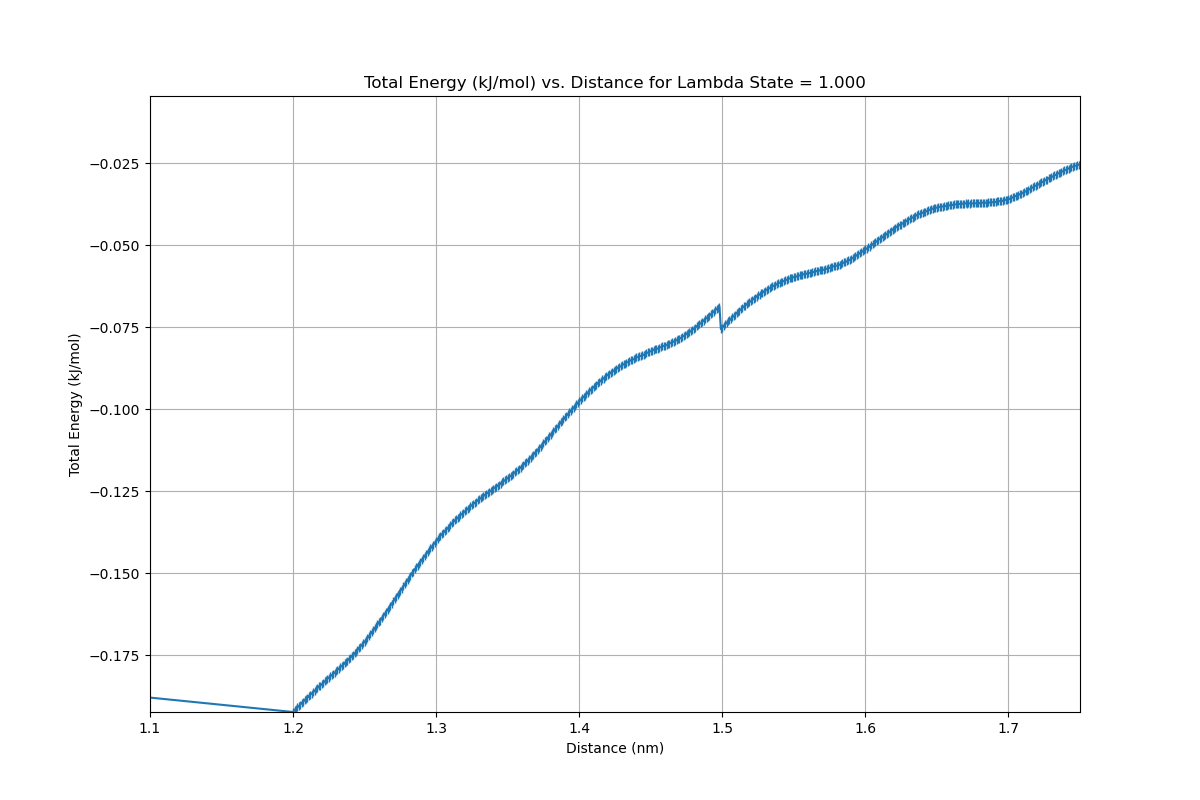 Total Energy (kJ/mol) vs. Distance for Lambda State = 1.000
−0.025
−0.050
−0.075
−0.100
−0.125
−0.150
−0.175
Total Energy (kJ/mol)
1.1 1.2 1.3 1.4 1.5 1.6 1.7
Distance (nm)